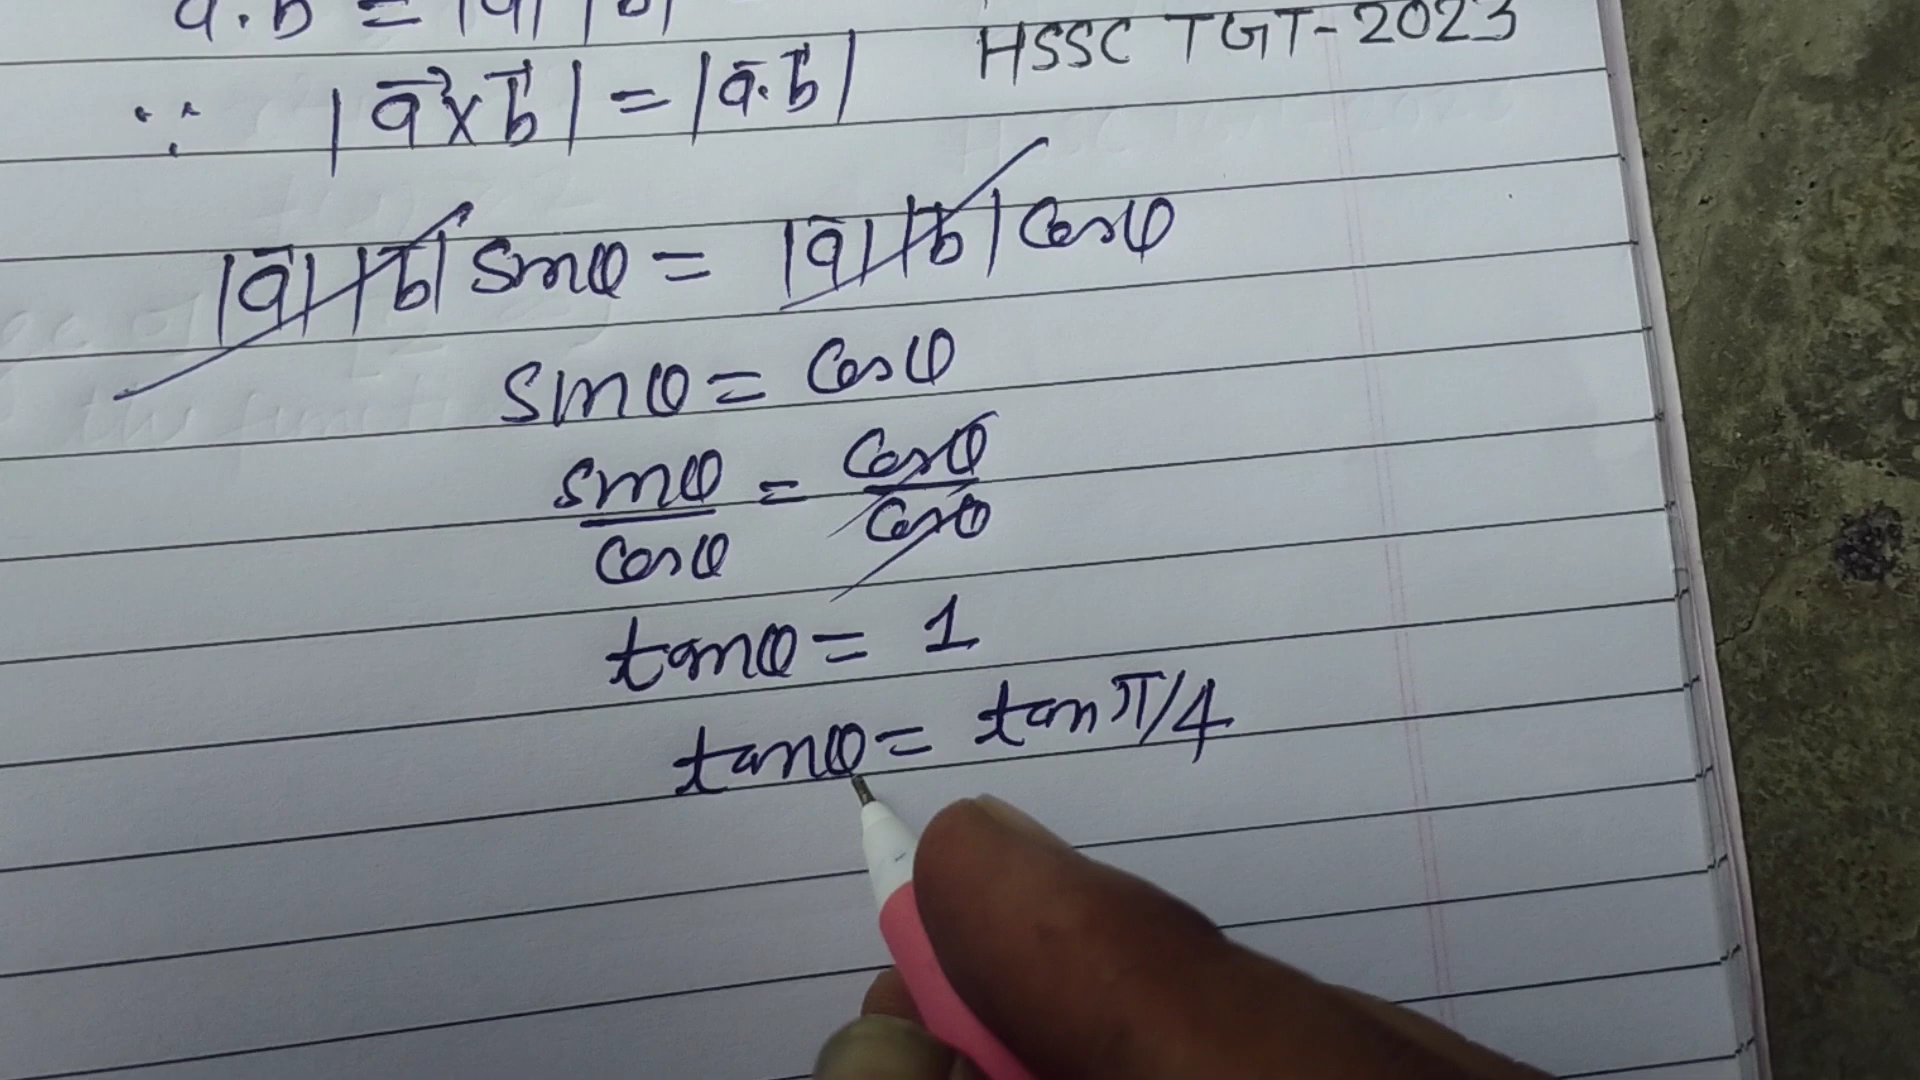 a.b = |a| |b|
HSSC TGT-2023
∵ |a⃗×b⃗| = |a⃗.b⃗|
|a⃗||b⃗| sinθ = |a⃗||b⃗| cosθ
sinθ = cosθ
sinθ/cosθ = cosθ/cosθ
tanθ = 1
tanθ = tan π/4